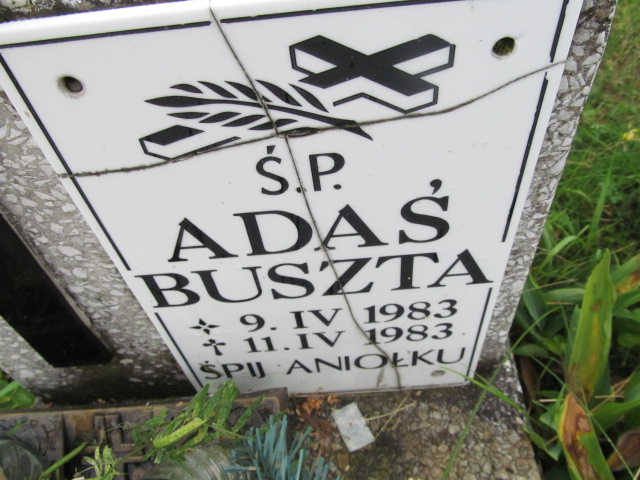 Ś.P.
ADAŚ
BUSZTA
9. IV 1983
11. IV 1983
ŚPIJ ANIOŁKU